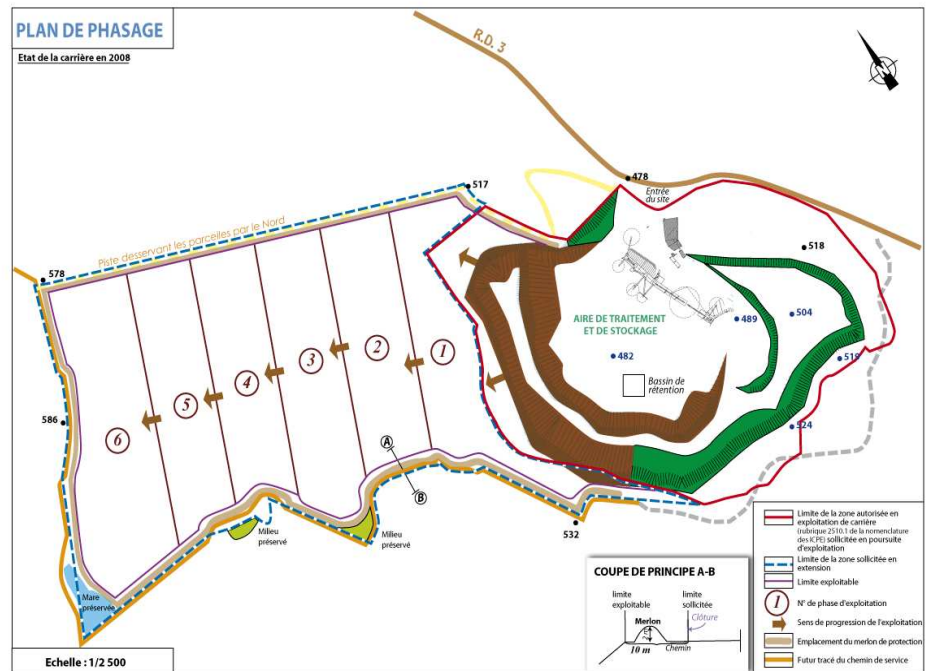 PLAN DE PHASAGE
Etat de la carrière en 2008
R.D. 3
478
Entrée
du site
517
518
Piste desservant les parcelles par le Nord
578
504
489
AIRE DE TRAITEMENT
ET DE STOCKAGE
482
519
Bassin de
rétention
1
2
3
4
5
6
586
524
A
B
532
Milieu
préservé
Milieu
préservé
Mare
préservée
COUPE DE PRINCIPE A-B
limite
exploitable
limite
sollicitée
Merlon
Clôture
2 m
10 m
Chemin
Limite de la zone autorisée en
exploitation de carrière
(rubrique 2510.1 de la nomenclature
des ICPE) sollicitée en poursuite
d'exploitation
Limite de la zone sollicitée en
extension
Limite exploitable
1
N° de phase d'exploitation
Sens de progression de l'exploitation
Emplacement du merlon de protection
Futur tracé du chemin de service
Echelle : 1/2 500